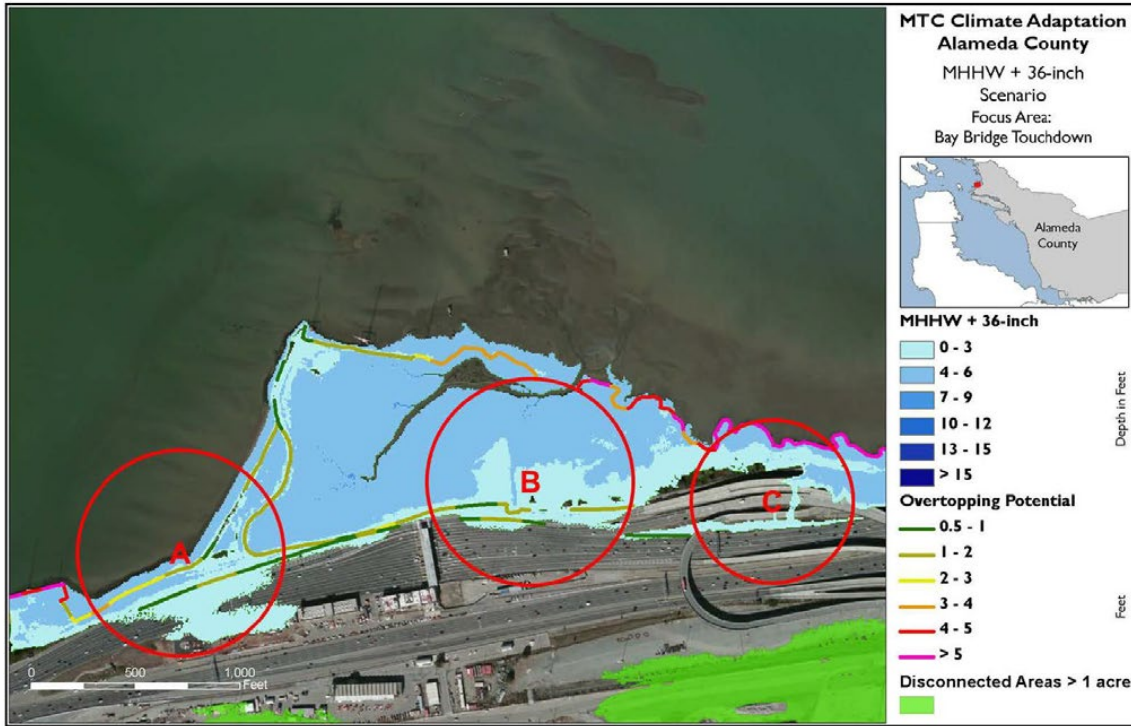 MTC Climate Adaptation
Alameda County
MHHW + 36-inch
Scenario
Focus Area:
Bay Bridge Touchdown
Alameda
County
MHHW + 36-inch
0 - 3
4 - 6
7 - 9
10 - 12
13 - 15
> 15
Depth in Feet
Overtopping Potential
0.5 - 1
1 - 2
2 - 3
3 - 4
4 - 5
> 5
Feet
Disconnected Areas > 1 acre
A
B
C
0 500 1,000
Feet